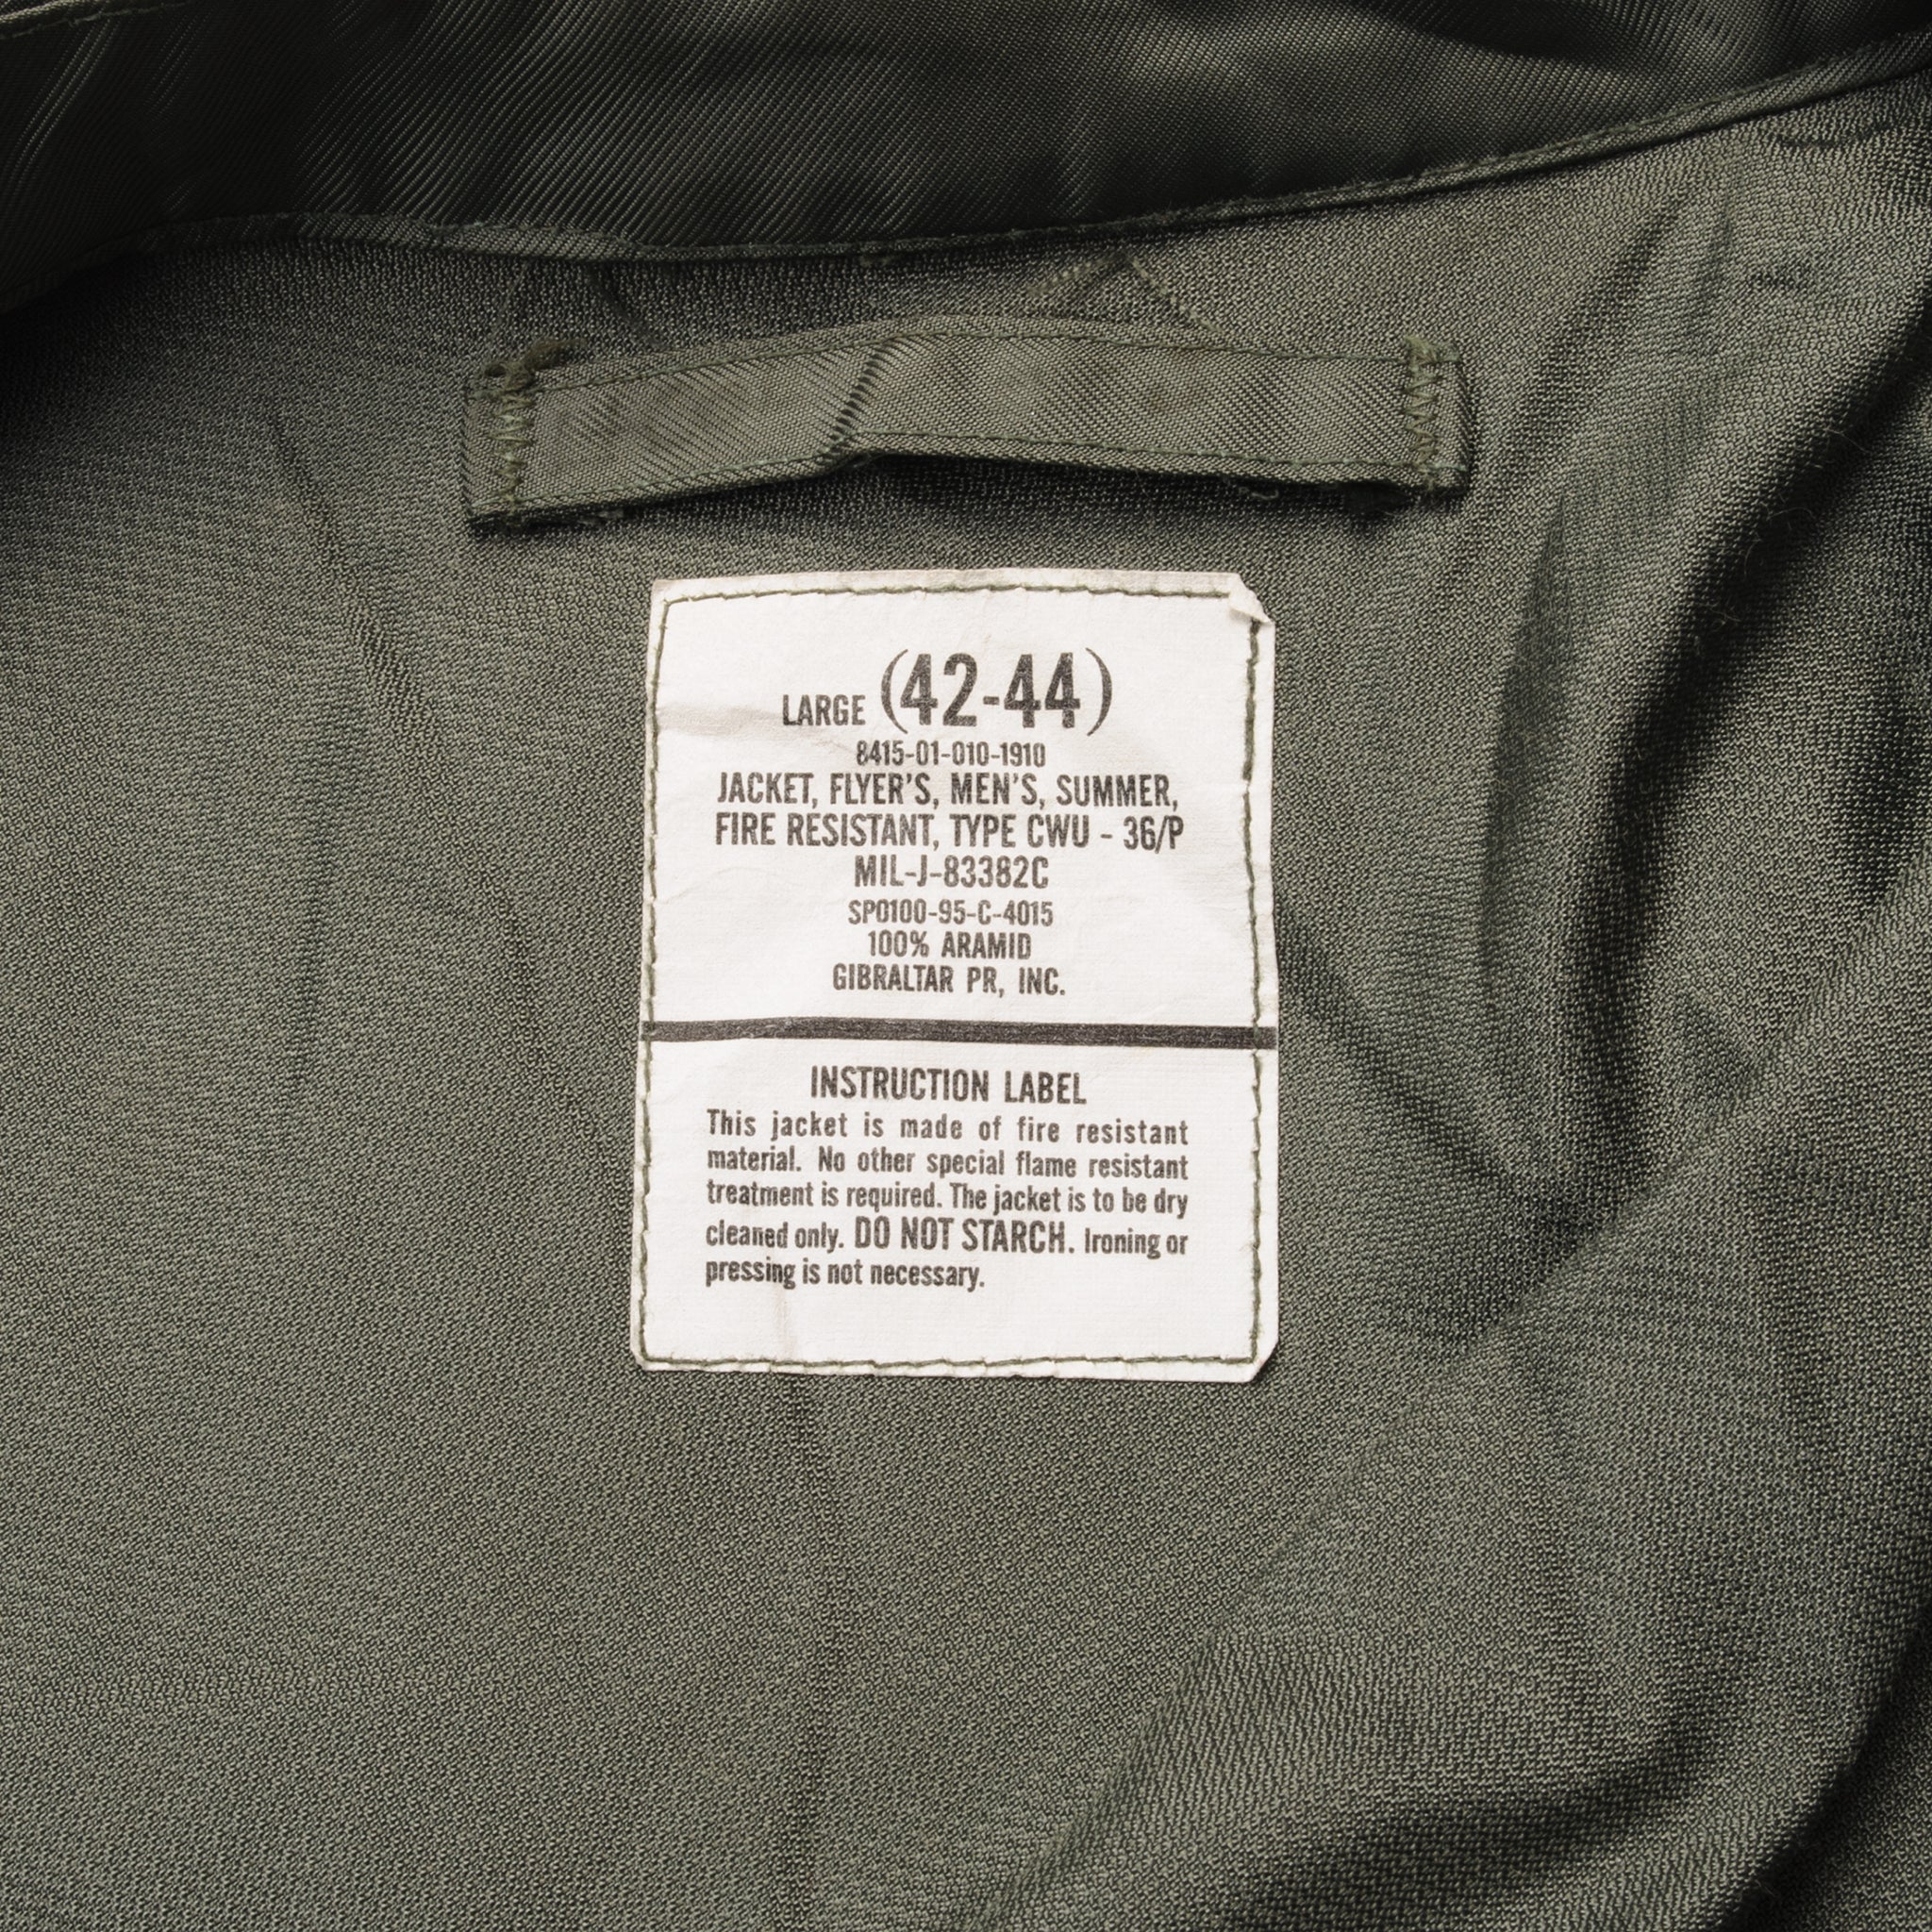 LARGE (42-44)
8415-01-010-1910
JACKET, FLYER'S, MEN'S, SUMMER,
FIRE RESISTANT, TYPE CWU - 36/P
MIL-J-83382C
SP0100-95-C-4015
100% ARAMID
GIBRALTAR PR, INC.
INSTRUCTION LABEL
This jacket is made of fire resistant
material. No other special flame resistant
treatment is required. The jacket is to be dry
cleaned only. DO NOT STARCH. Ironing or
pressing is not necessary.